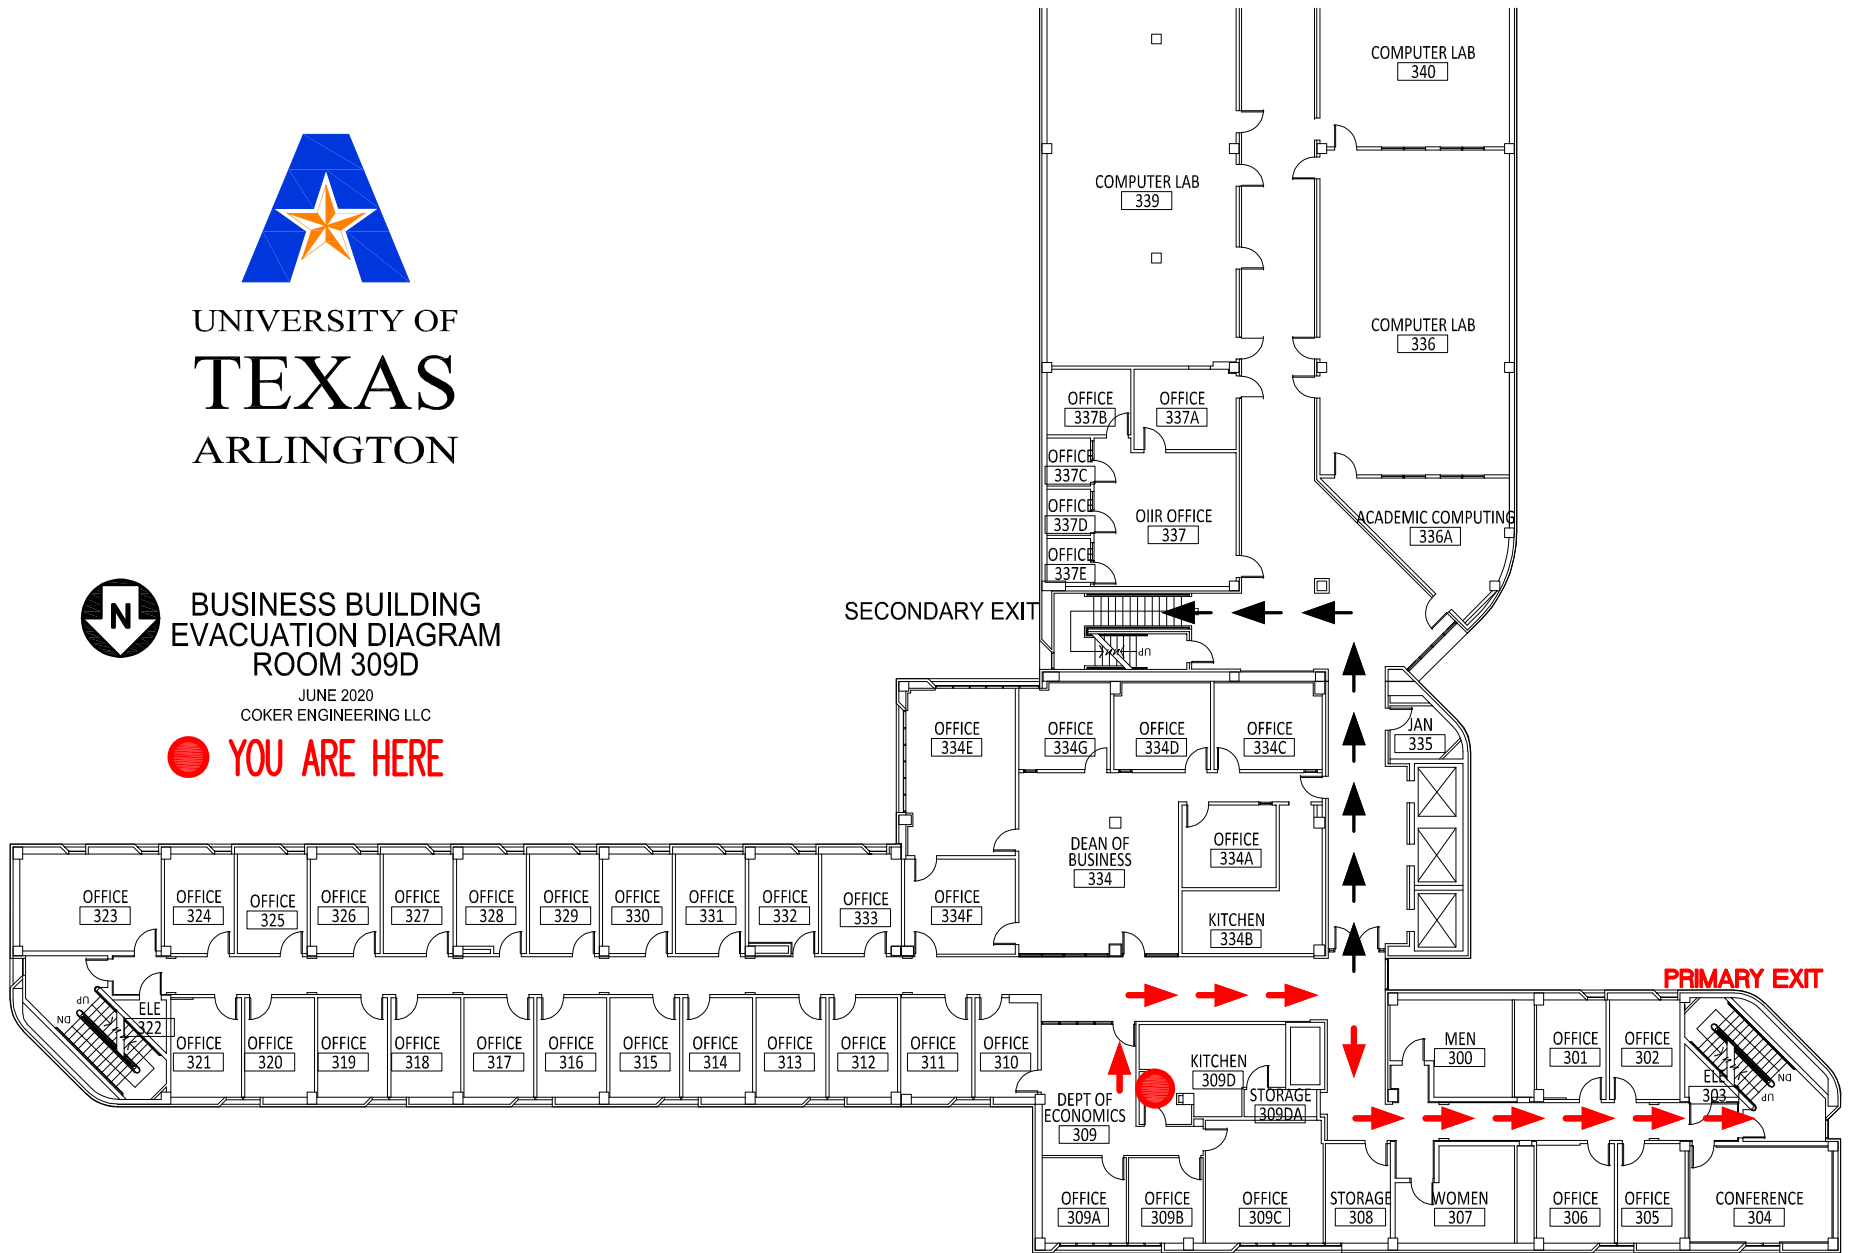 UNIVERSITY OF
TEXAS
ARLINGTON
N
BUSINESS BUILDING
EVACUATION DIAGRAM
ROOM 309D
JUNE 2020
COKER ENGINEERING LLC
YOU ARE HERE
COMPUTER LAB
340
COMPUTER LAB
339
COMPUTER LAB
336
OFFICE
337B
OFFICE
337A
OFFICE
337C
OFFICE
337D
OFFICE
337E
OIIR OFFICE
337
ACADEMIC COMPUTING
336A
SECONDARY EXIT
UP
OFFICE
334E
OFFICE
334G
OFFICE
334D
OFFICE
334C
JAN
335
DEAN OF
BUSINESS
334
OFFICE
334A
KITCHEN
334B
OFFICE
334F
OFFICE
323
OFFICE
324
OFFICE
325
OFFICE
326
OFFICE
327
OFFICE
328
OFFICE
329
OFFICE
330
OFFICE
331
OFFICE
332
OFFICE
333
UP
DN
ELE
322
OFFICE
321
OFFICE
320
OFFICE
319
OFFICE
318
OFFICE
317
OFFICE
316
OFFICE
315
OFFICE
314
OFFICE
313
OFFICE
312
OFFICE
311
OFFICE
310
PRIMARY EXIT
KITCHEN
309D
STORAGE
309DA
DEPT OF
ECONOMICS
309
MEN
300
OFFICE
301
OFFICE
302
ELE
303
DN
UP
OFFICE
309A
OFFICE
309B
OFFICE
309C
STORAGE
308
WOMEN
307
OFFICE
306
OFFICE
305
CONFERENCE
304